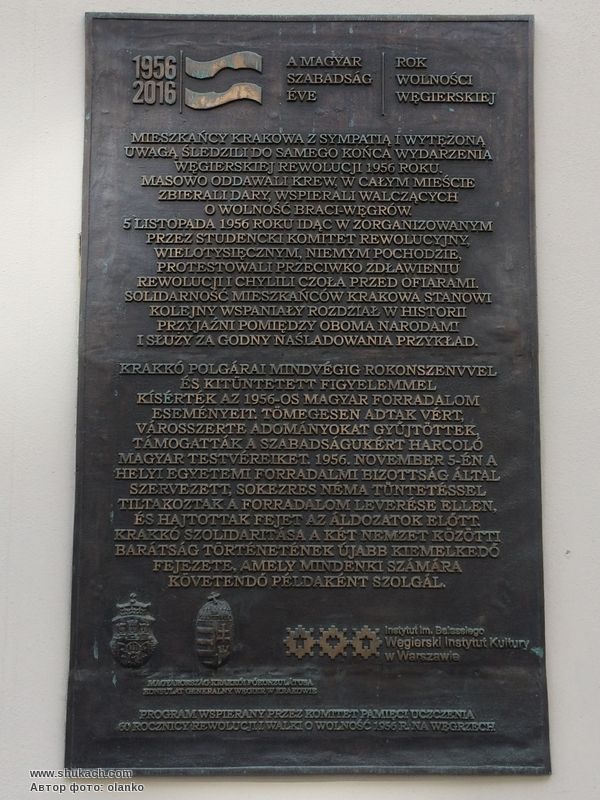 1956
2016
A MAGYAR
SZABADSÁG
ÉVE
ROK
WOLNOŚCI
WĘGIERSKIEJ
MIESZKAŃCY KRAKOWA Z SYMPATIĄ I WYTĘŻONĄ
UWAGĄ ŚLEDZILI DO SAMEGO KOŃCA WYDARZENIA
WĘGIERSKIEJ REWOLUCJI 1956 ROKU.
MASOWO ODDAWALI KREW, W CAŁYM MIEŚCIE
ZBIERALI DARY, WSPIERALI WALCZĄCYCH
O WOLNOŚĆ BRACI-WĘGRÓW.
5 LISTOPADA 1956 ROKU IDĄC W ZORGANIZOWANYM
PRZEZ STUDENCKI KOMITET REWOLUCYJNY,
WIELOTYSIĘCZNYM, NIEMYM POCHODZIE,
PROTESTOWALI PRZECIWKO ZDŁAWIENIU
REWOLUCJI I CHYLILI CZOŁA PRZED OFIARAMI.
SOLIDARNOŚĆ MIESZKAŃCÓW KRAKOWA STANOWI
KOLEJNY WSPANIAŁY ROZDZIAŁ W HISTORII
PRZYJAŹNI POMIĘDZY OBOMA NARODAMI
I SŁUŻY ZA GODNY NAŚLADOWANIA PRZYKŁAD.
KRAKKÓ POLGÁRAI MINDVÉGIG ROKONSZENVVEL
ÉS KITÜNTETETT FIGYELEMMEL
KÍSÉRTÉK AZ 1956-OS MAGYAR FORRADALOM
ESEMÉNYEIT. TÖMEGESEN ADTAK VÉRT,
VÁROSSZERTE ADOMÁNYOKAT GYŰJTÖTTEK,
TÁMOGATTÁK A SZABADSÁGUKÉRT HARCOLÓ
MAGYAR TESTVÉREIKET. 1956. NOVEMBER 5-ÉN A
HELYI EGYETEMI FORRADALMI BIZOTTSÁG ÁLTAL
SZERVEZETT, SOKEZRES NÉMA TÜNTETÉSSEL
TILTAKOZTAK A FORRADALOM LEVERÉSE ELLEN,
ÉS HAJTOTTAK FEJET AZ ÁLDOZATOK ELŐTT.
KRAKKÓ SZOLIDARITÁSA A KÉT NEMZET KÖZÖTTI
BARÁTSÁG TÖRTÉNETÉNEK ÚJABB KIEMELKEDŐ
FEJEZETE, AMELY MINDENKI SZÁMÁRA
KÖVETENDŐ PÉLDAKÉNT SZOLGÁL.
MAGYARORSZÁG KRAKKÓI FŐKONZULÁTUSA
KONSULAT GENERALNY WĘGIER W KRAKOWIE
Instytut im. Balassiego
Węgierski Instytut Kultury
w Warszawie
PROGRAM WSPIERANY PRZEZ KOMITET PAMIĘCI UCZCZENIA
60 ROCZNICY REWOLUCJI I WALKI O WOLNOŚĆ 1956 R. NA WĘGRZECH.
www.shukach.com
Автор фото: olanko